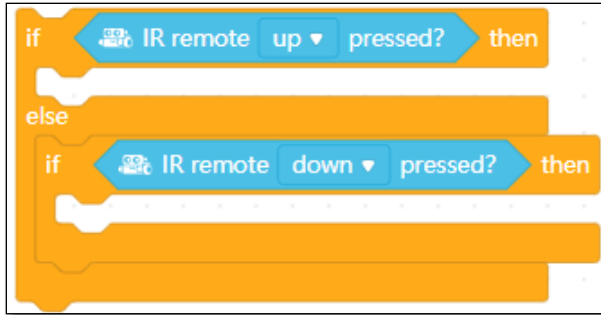 if IR remote up pressed? then
else
if IR remote down pressed? then